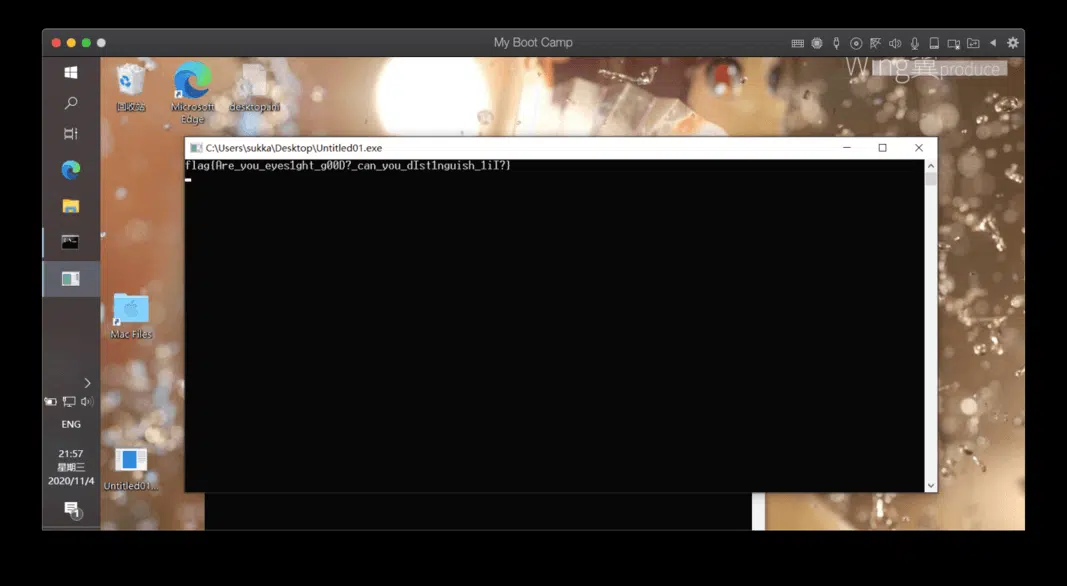 My Boot Camp
Wing翼produce
回收站
Microsoft
Edge
desktop.ini
C:\Users\sukka\Desktop\Untitled01.exe
flag{Are_you_eyes1ght_g00D?_can_you_dIst1nguish_1iI?}
Mac Files
ENG
21:57
星期三
2020/11/4
Untitled01...
1